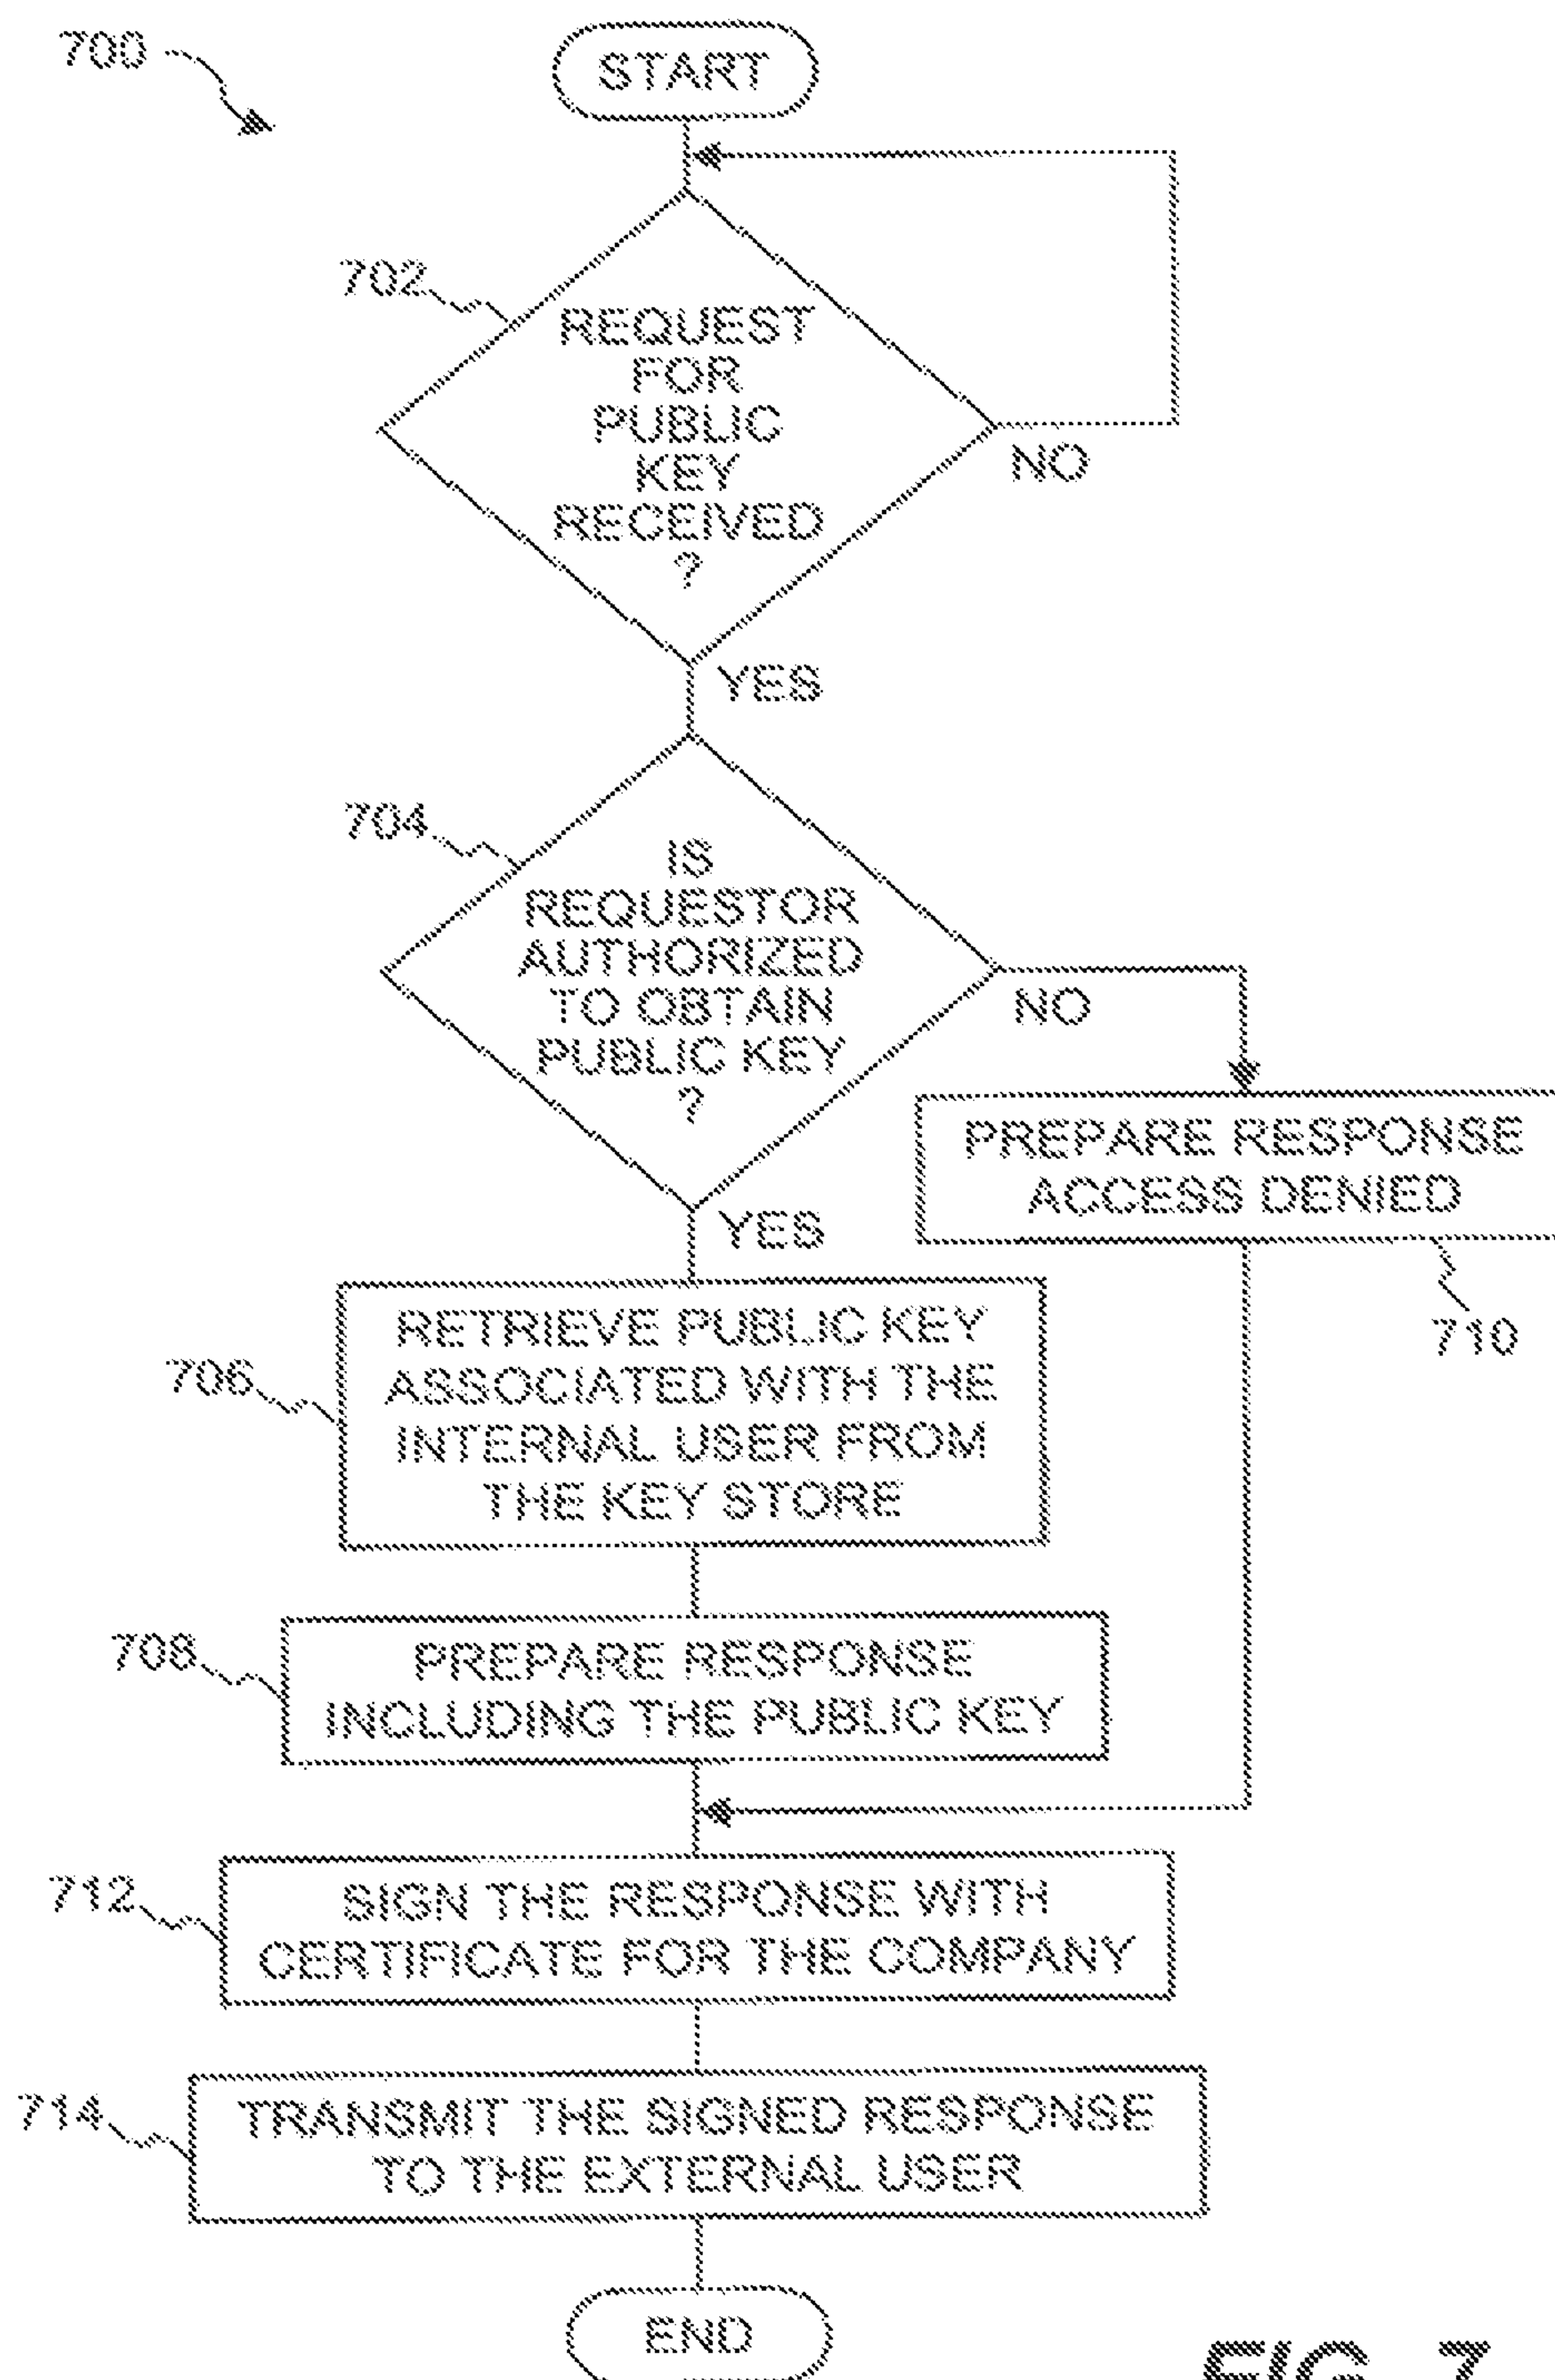 700
START
702
REQUEST
FOR
PUBLIC
KEY
RECEIVED
?
NO
YES
704
IS
REQUESTOR
AUTHORIZED
TO OBTAIN
PUBLIC KEY
?
NO
YES
PREPARE RESPONSE
ACCESS DENIED
710
706
RETRIEVE PUBLIC KEY
ASSOCIATED WITH THE
INTERNAL USER FROM
THE KEY STORE
708
PREPARE RESPONSE
INCLUDING THE PUBLIC KEY
712
SIGN THE RESPONSE WITH
CERTIFICATE FOR THE COMPANY
714
TRANSMIT THE SIGNED RESPONSE
TO THE EXTERNAL USER
END
FIG. 7